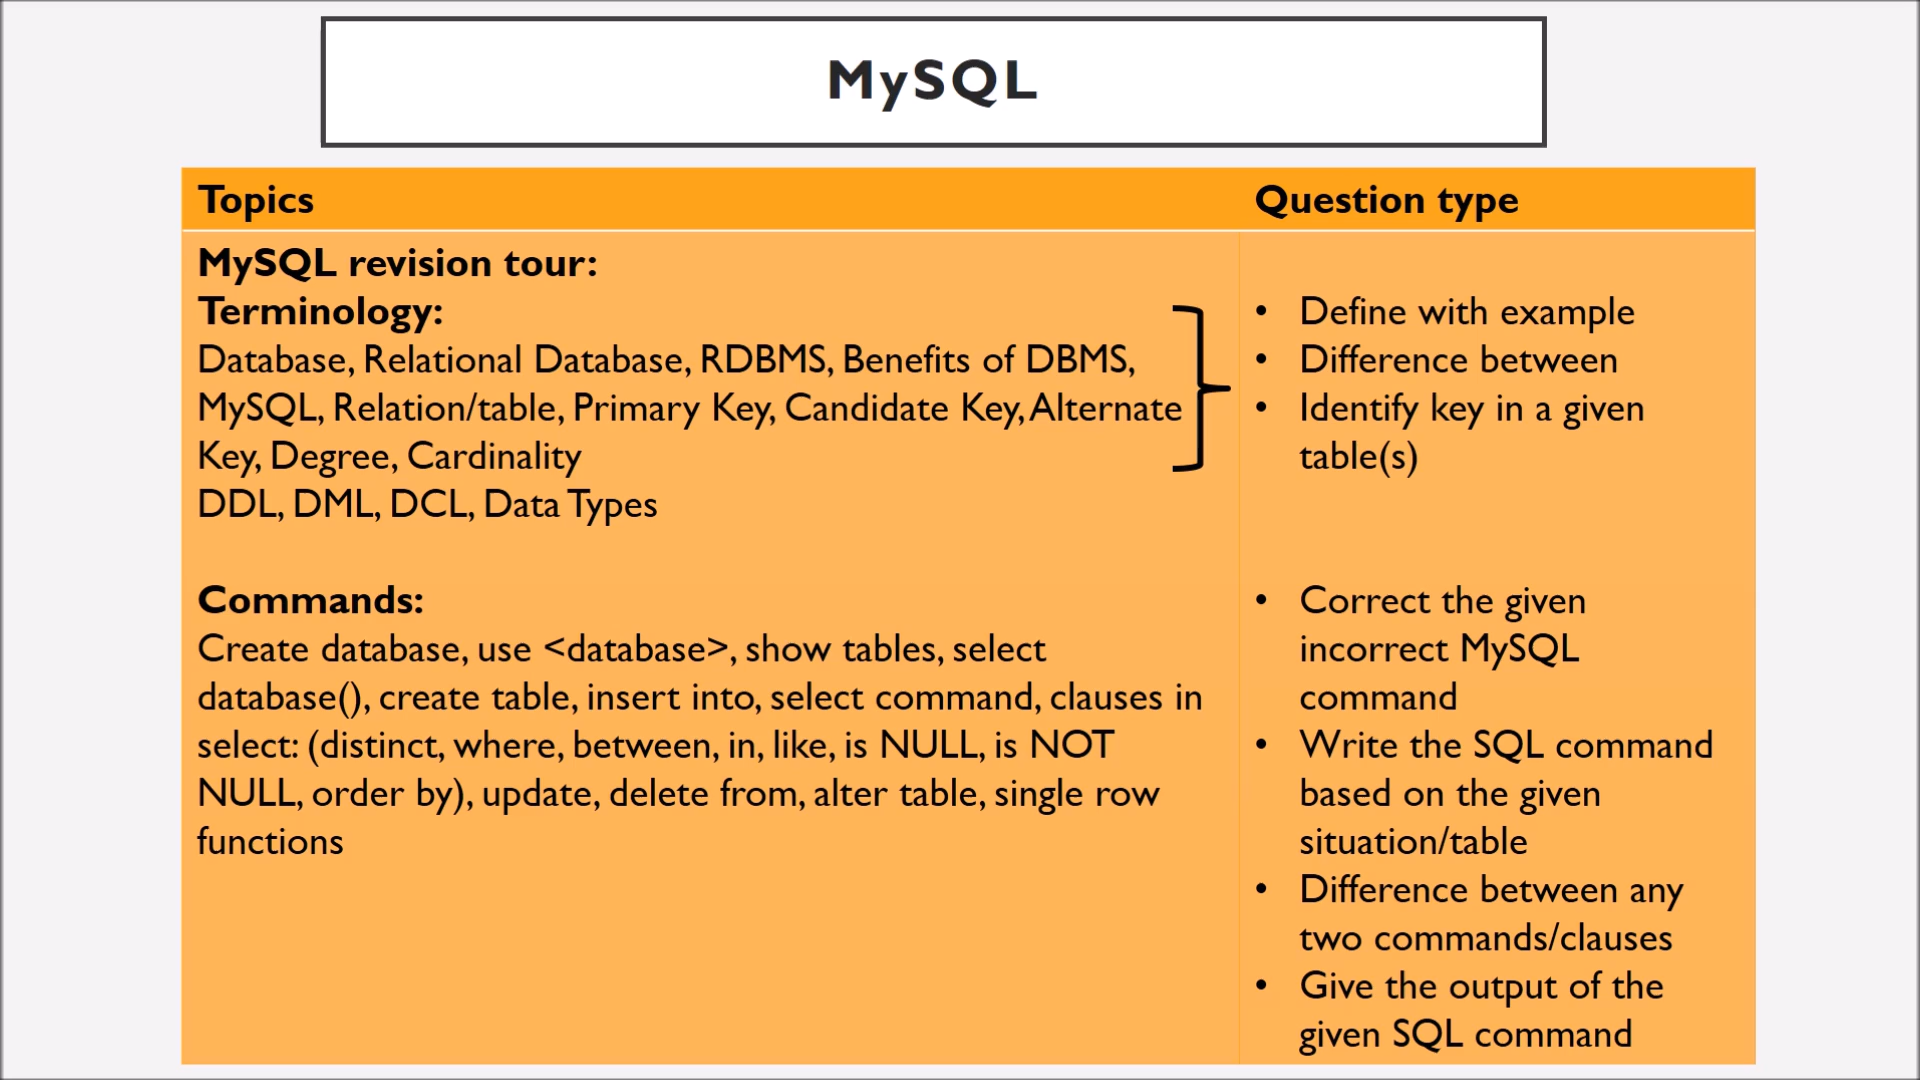 MySQL
Topics
Question type
MySQL revision tour:
Terminology:
Database, Relational Database, RDBMS, Benefits of DBMS,
MySQL, Relation/table, Primary Key, Candidate Key, Alternate
Key, Degree, Cardinality
DDL, DML, DCL, Data Types
Commands:
Create database, use <database>, show tables, select
database(), create table, insert into, select command, clauses in
select: (distinct, where, between, in, like, is NULL, is NOT
NULL, order by), update, delete from, alter table, single row
functions
• Define with example
• Difference between
• Identify key in a given
table(s)
• Correct the given
incorrect MySQL
command
• Write the SQL command
based on the given
situation/table
• Difference between any
two commands/clauses
• Give the output of the
given SQL command